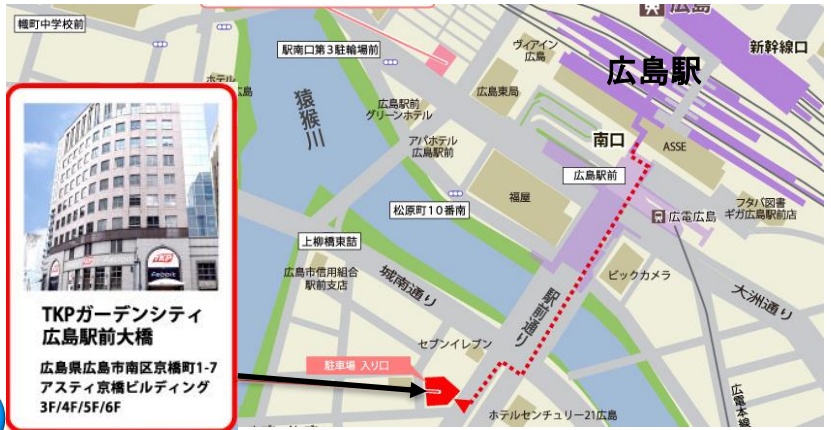 幟町中学校前
駅南口第3駐輪場前
ホテル
広島
猿猴川
広島駅前
グリーンホテル
アパホテル
広島駅前
ヴィアイン
広島
広島東局
広島
広島駅
新幹線口
南口
ASSE
広島駅前
福屋
松原町10番南
フタバ図書
ギガ広島駅前店
広電広島
上柳橋東詰
広島市信用組合
駅前支店
城南通り
駅前通り
ビックカメラ
大洲通り
セブンイレブン
駐車場 入り口
ホテルセンチュリー21広島
広電本線
TKP
TKP
TKPガーデンシティ
広島駅前大橋
広島県広島市南区京橋町1-7
アスティ京橋ビルディング
3F/4F/5F/6F